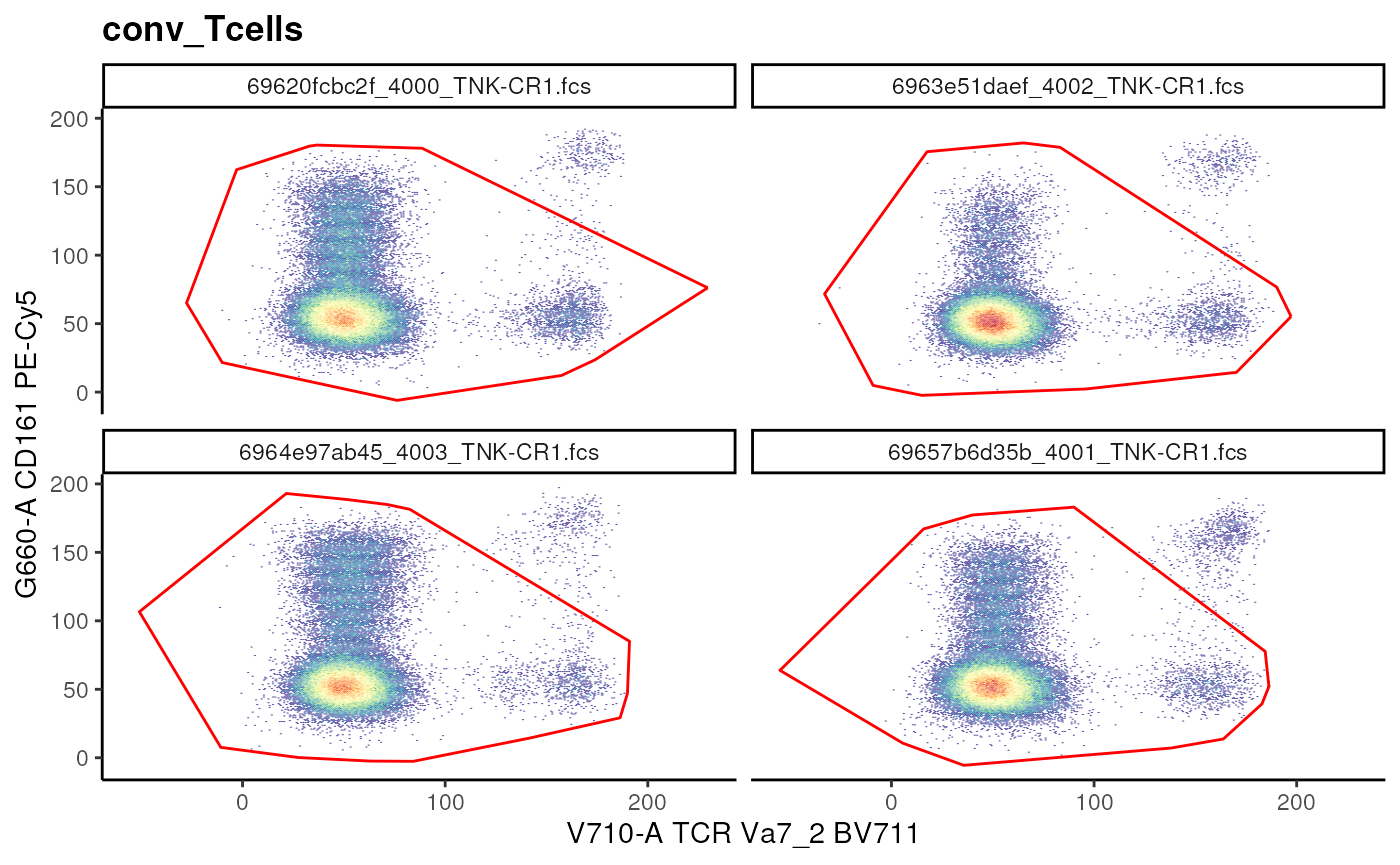 conv_Tcells
69620fcbc2f_4000_TNK-CR1.fcs
6963e51daef_4002_TNK-CR1.fcs
200
150
100
50
0
6964e97ab45_4003_TNK-CR1.fcs
69657b6d35b_4001_TNK-CR1.fcs
200
150
100
50
0
G660-A CD161 PE-Cy5
0 100 200
0 100 200
V710-A TCR Va7_2 BV711